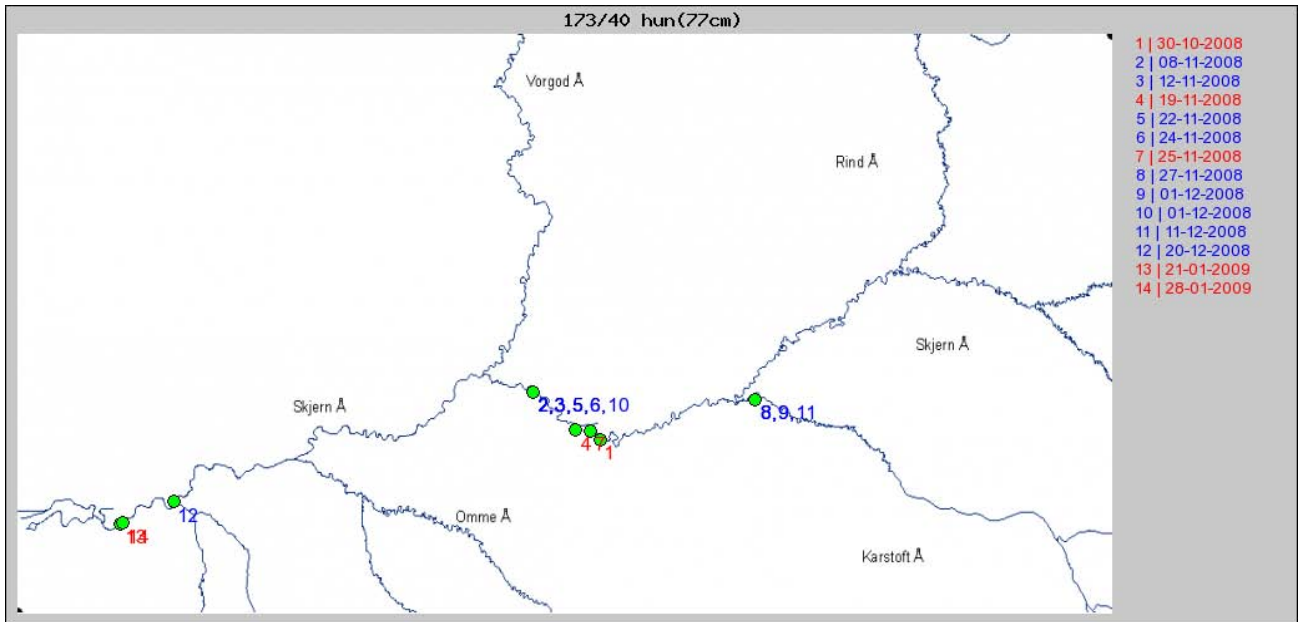 173/40 hun(77cm)
Vorgod Å
Rind Å
Skjern Å
Skjern Å
2,3,5,6,10
8,9,11
4 7 1
12
13
14
Omme Å
Karstoft Å
1 | 30-10-2008
2 | 08-11-2008
3 | 12-11-2008
4 | 19-11-2008
5 | 22-11-2008
6 | 24-11-2008
7 | 25-11-2008
8 | 27-11-2008
9 | 01-12-2008
10 | 01-12-2008
11 | 11-12-2008
12 | 20-12-2008
13 | 21-01-2009
14 | 28-01-2009